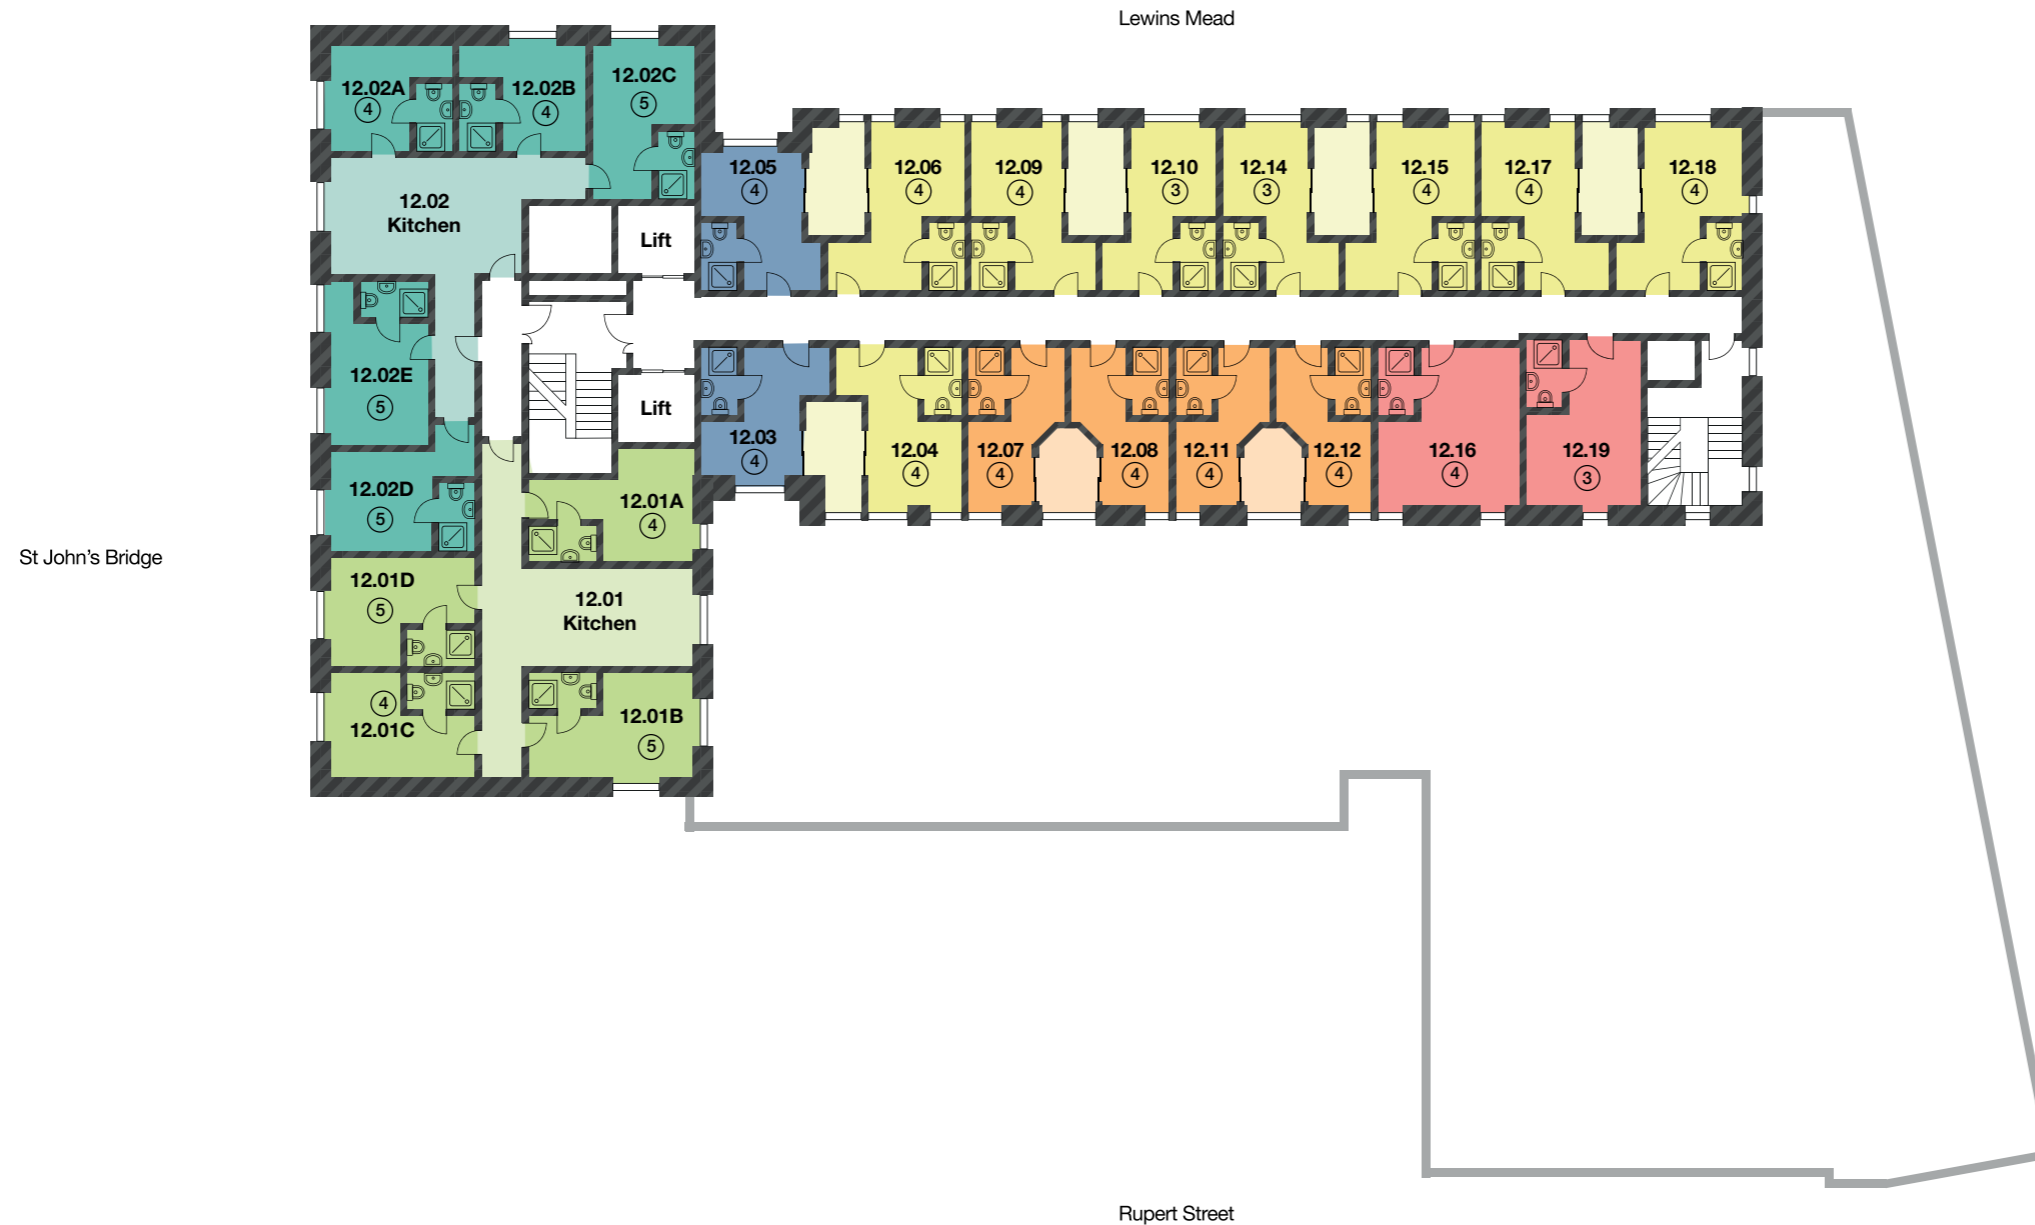 Lewins Mead
12.02A
4
12.02B
4
12.02C
5
12.02
Kitchen
Lift
12.05
4
12.06
4
12.09
4
12.10
3
12.14
3
12.15
4
12.17
4
12.18
4
12.02E
5
Lift
12.03
4
12.04
4
12.07
4
12.08
4
12.11
4
12.12
4
12.16
4
12.19
3
12.02D
5
12.01A
4
St John's Bridge
12.01D
5
12.01
Kitchen
4
12.01C
12.01B
5
Rupert Street